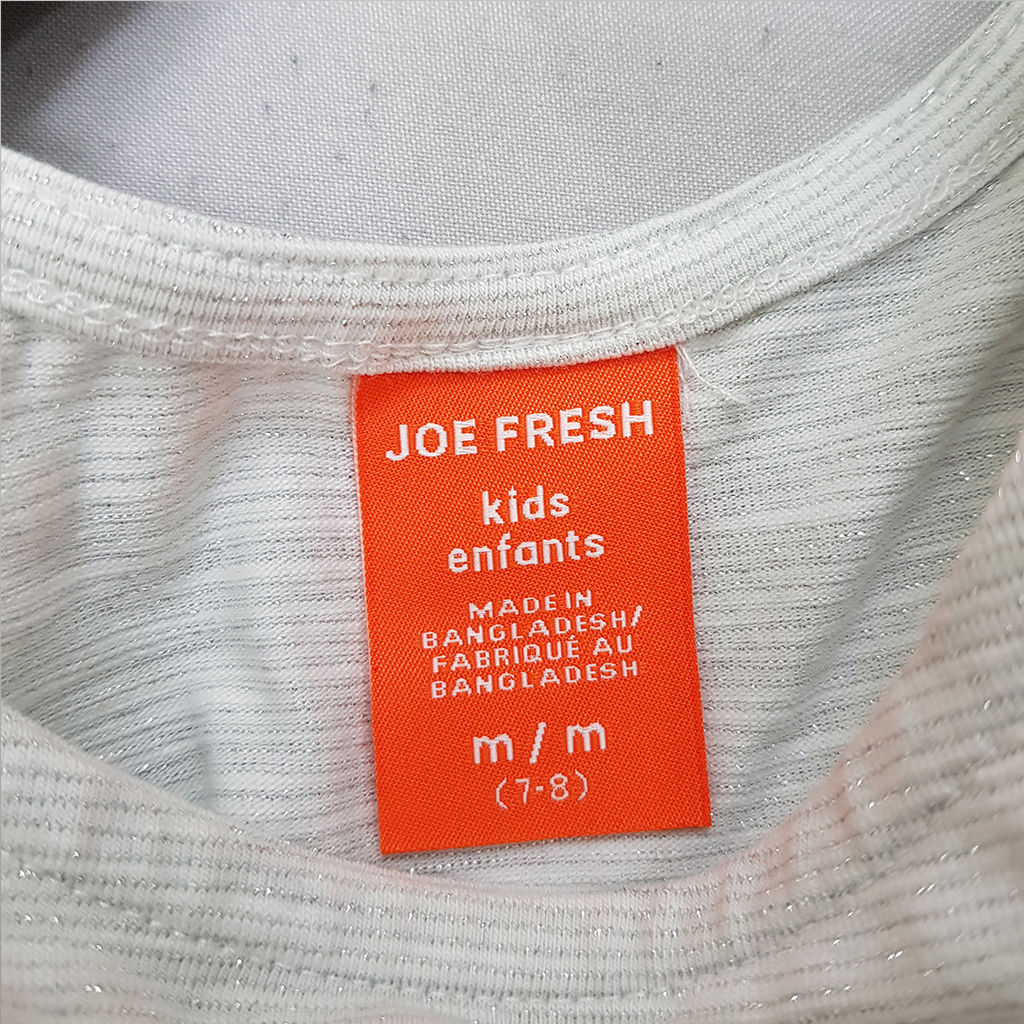 JOE FRESH
kids
enfants
MADE IN
BANGLADESH/
FABRIQUÉ AU
BANGLADESH
m / m
(7-8)